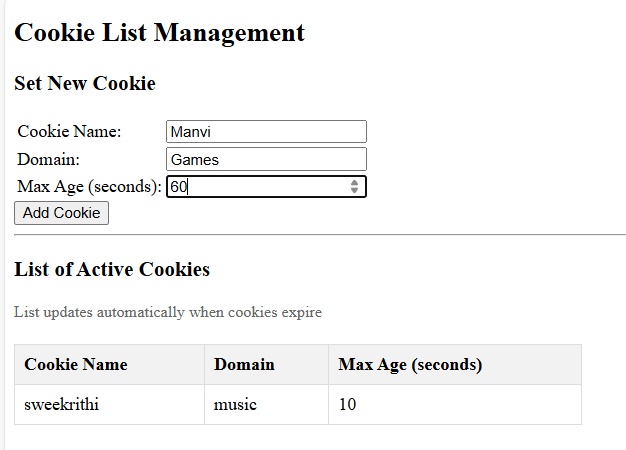 Cookie List Management
Set New Cookie
Cookie Name: Manvi
Domain: Games
Max Age (seconds): 60
Add Cookie
List of Active Cookies
List updates automatically when cookies expire
Cookie Name Domain Max Age (seconds)
sweekrithi music 10